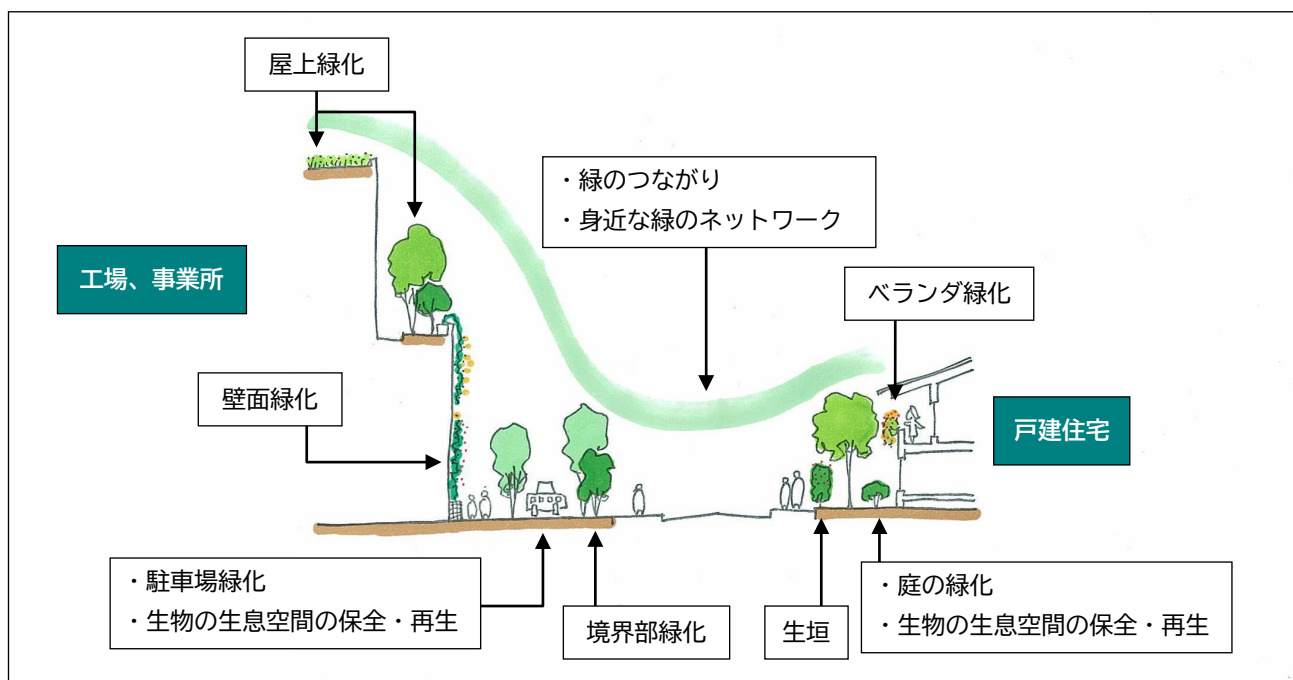 屋上緑化
・緑のつながり
・身近な緑のネットワーク
工場、事業所
ベランダ緑化
壁面緑化
戸建住宅
・駐車場緑化
・生物の生息空間の保全・再生
境界部緑化
生垣
・庭の緑化
・生物の生息空間の保全・再生